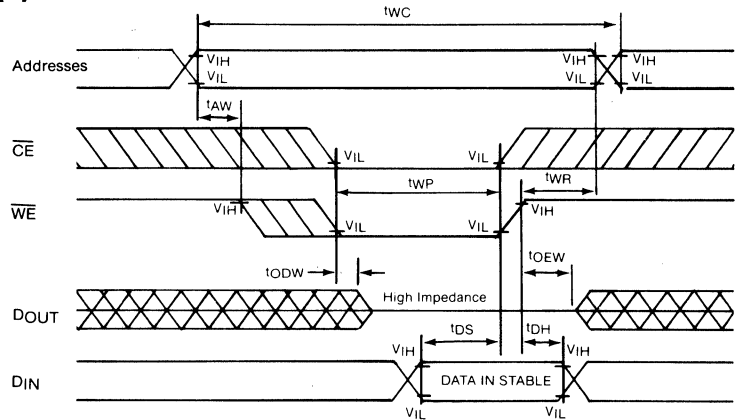 tWC
Addresses
VIH
VIL
VIH
VIL
VIH
VIL
tAW
CE
VIL
VIL
tWP
tWR
WE
VIH
VIL
VIL
VIH
tODW
tOEW
DOUT
High Impedance
tDS
tDH
VIH
VIH
DIN
DATA IN STABLE
VIL
VIL